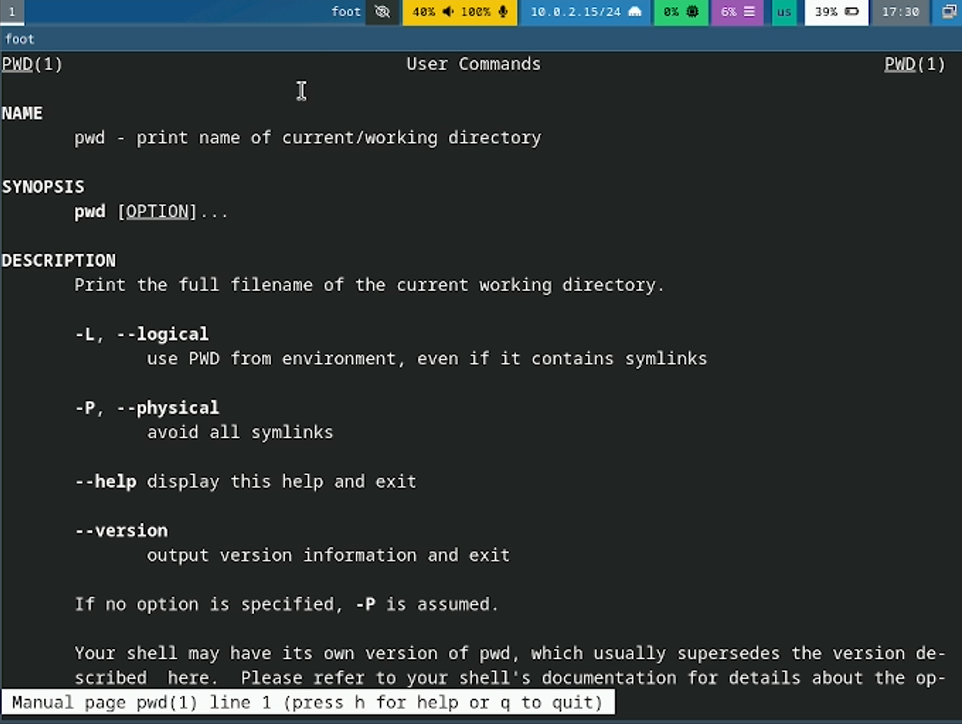 1 foot 40% 100% 10.0.2.15/24 0% 6% us 39% 17:30
foot
PWD(1) User Commands PWD(1)
NAME
pwd - print name of current/working directory
SYNOPSIS
pwd [OPTION]...
DESCRIPTION
Print the full filename of the current working directory.
-L, --logical
use PWD from environment, even if it contains symlinks
-P, --physical
avoid all symlinks
--help display this help and exit
--version
output version information and exit
If no option is specified, -P is assumed.
Your shell may have its own version of pwd, which usually supersedes the version de-
scribed here. Please refer to your shell's documentation for details about the op-
Manual page pwd(1) line 1 (press h for help or q to quit)